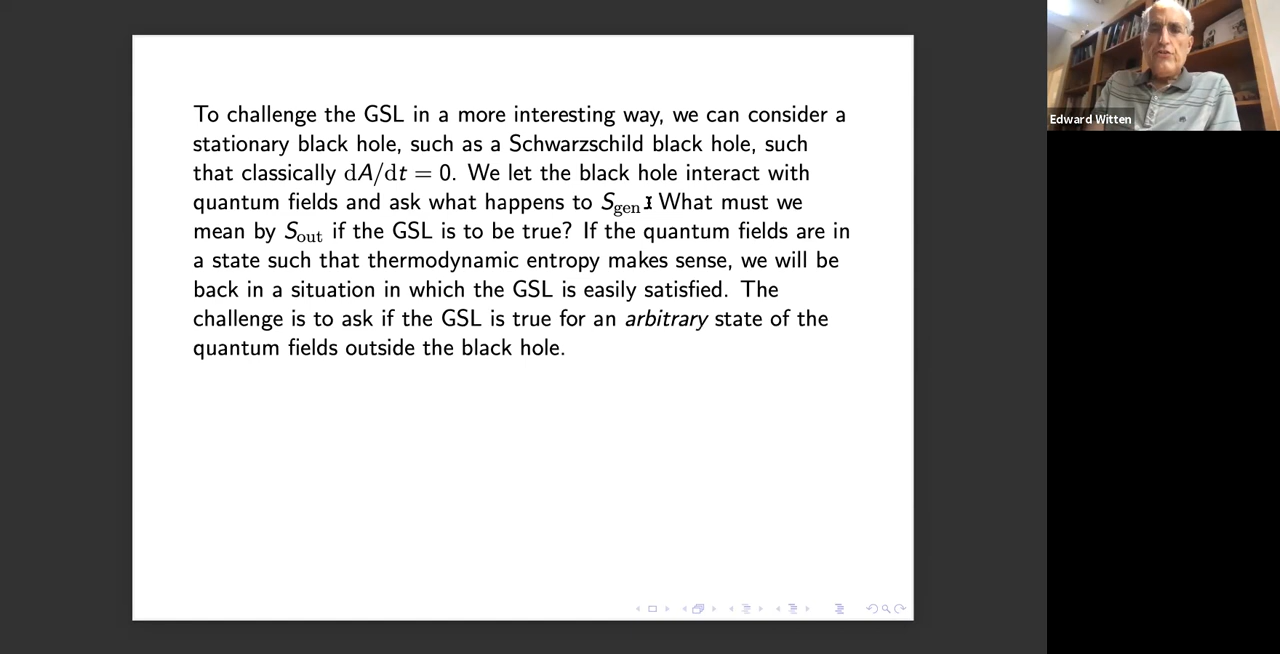 To challenge the GSL in a more interesting way, we can consider a
stationary black hole, such as a Schwarzschild black hole, such
that classically dA/dt = 0. We let the black hole interact with
quantum fields and ask what happens to S_gen. What must we
mean by S_out if the GSL is to be true? If the quantum fields are in
a state such that thermodynamic entropy makes sense, we will be
back in a situation in which the GSL is easily satisfied. The
challenge is to ask if the GSL is true for an arbitrary state of the
quantum fields outside the black hole.
Edward Witten